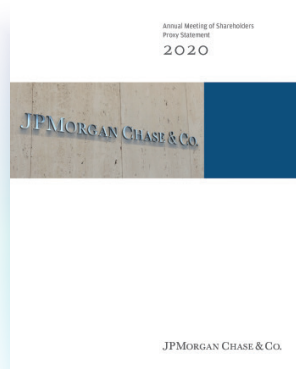 Annual Meeting of Shareholders
Proxy Statement
2020
JPMORGAN CHASE & CO.
JPMORGAN CHASE & CO.